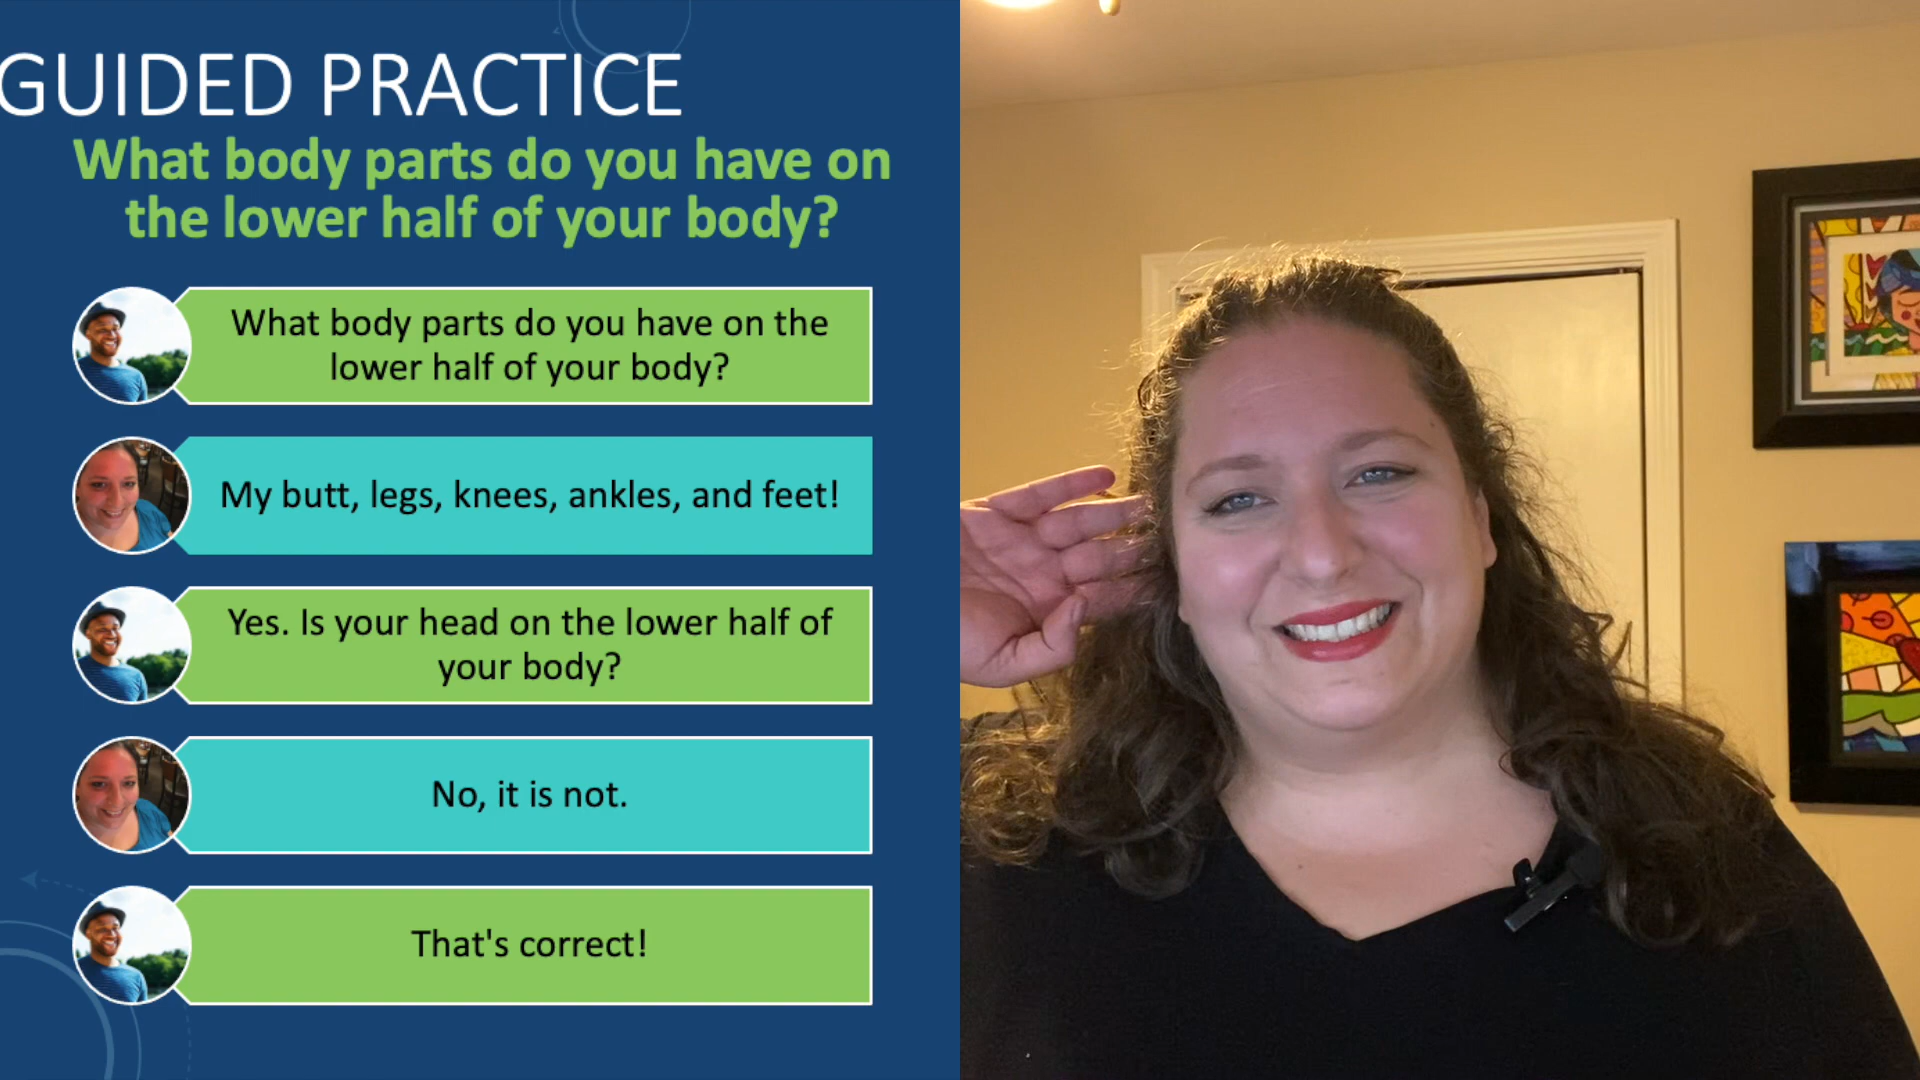 GUIDED PRACTICE
What body parts do you have on
the lower half of your body?
What body parts do you have on the
lower half of your body?
My butt, legs, knees, ankles, and feet!
Yes. Is your head on the lower half of
your body?
No, it is not.
That's correct!